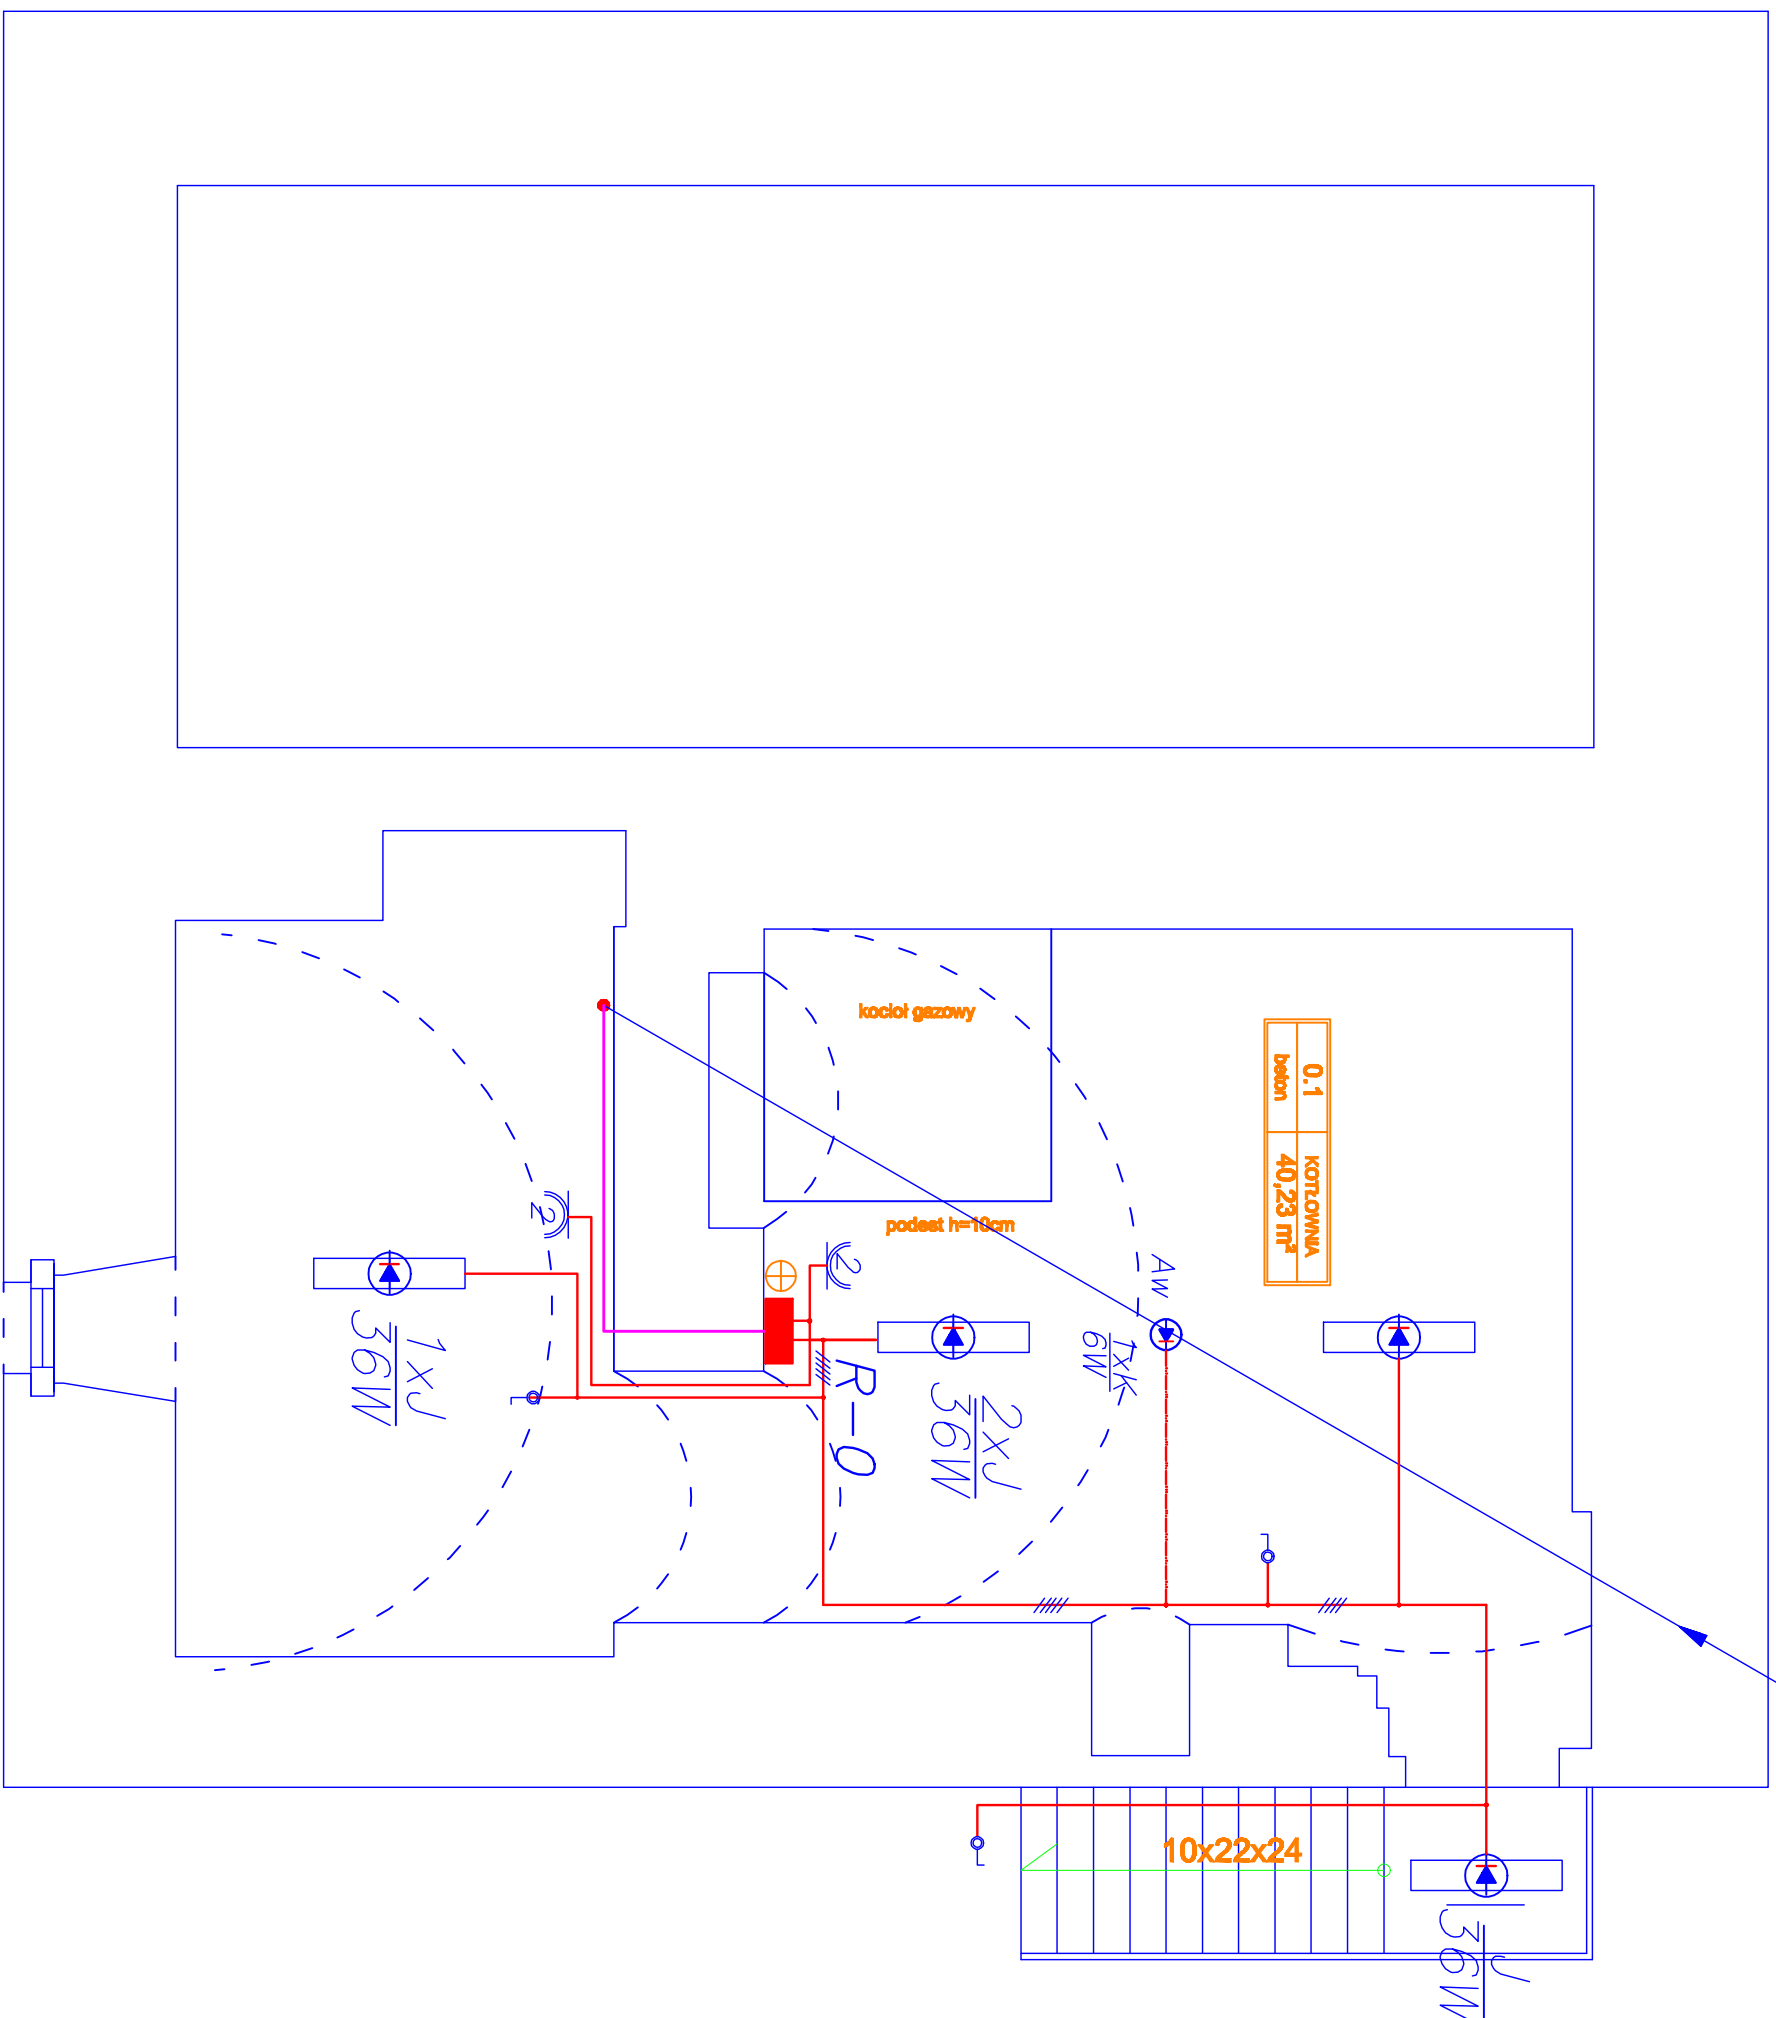 kocioł gazowy
podest h=10cm
0.1
KOTŁOWNIA
beton
40,23 m²
2
2
Aw
1xK
6W
1xJ
36W
R-0
2xJ
36W
10x22x24
J
36W